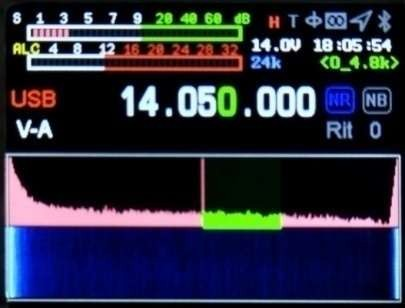 S 1 3 5 7 9 20 40 60 dB H T
ALC 4 8 12 16 20 24 28 32 14.0V 18:05:54
24k <0_4.8k>
USB 14.050.000 NR NB
V-A Rit 0